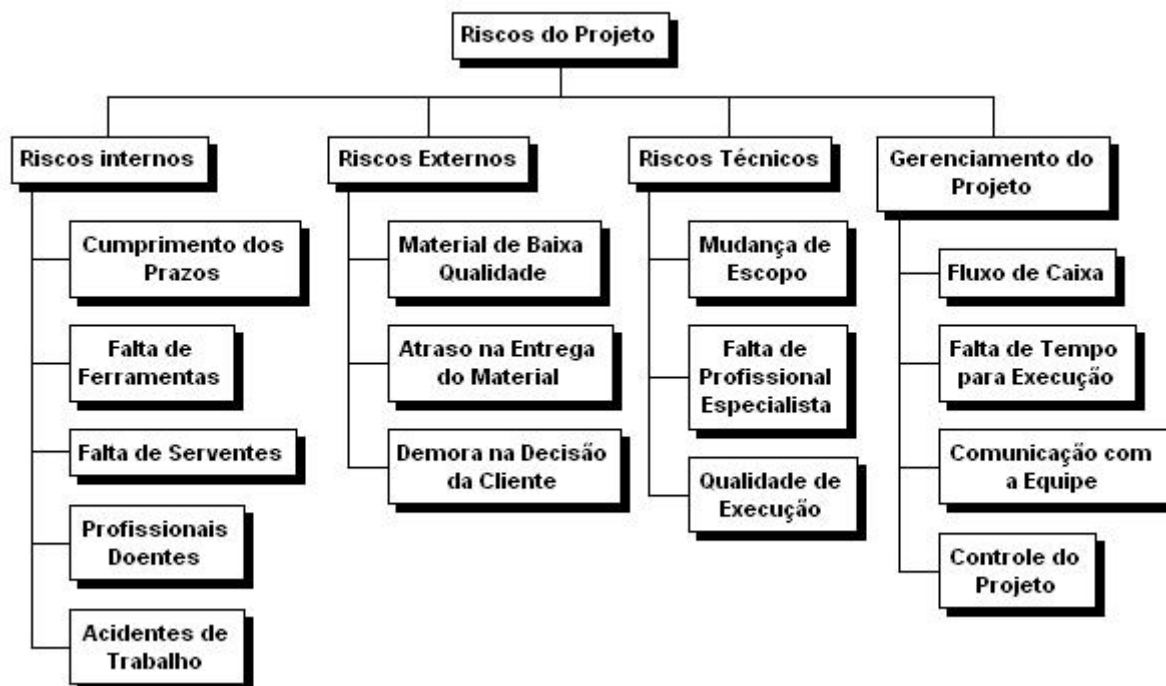 Riscos do Projeto
Riscos internos
Cumprimento dos
Prazos
Falta de
Ferramentas
Falta de Serventes
Profissionais
Doentes
Acidentes de
Trabalho
Riscos Externos
Material de Baixa
Qualidade
Atraso na Entrega
do Material
Demora na Decisão
da Cliente
Riscos Técnicos
Mudança de
Escopo
Falta de
Profissional
Especialista
Qualidade de
Execução
Gerenciamento do
Projeto
Fluxo de Caixa
Falta de Tempo
para Execução
Comunicação com
a Equipe
Controle do
Projeto